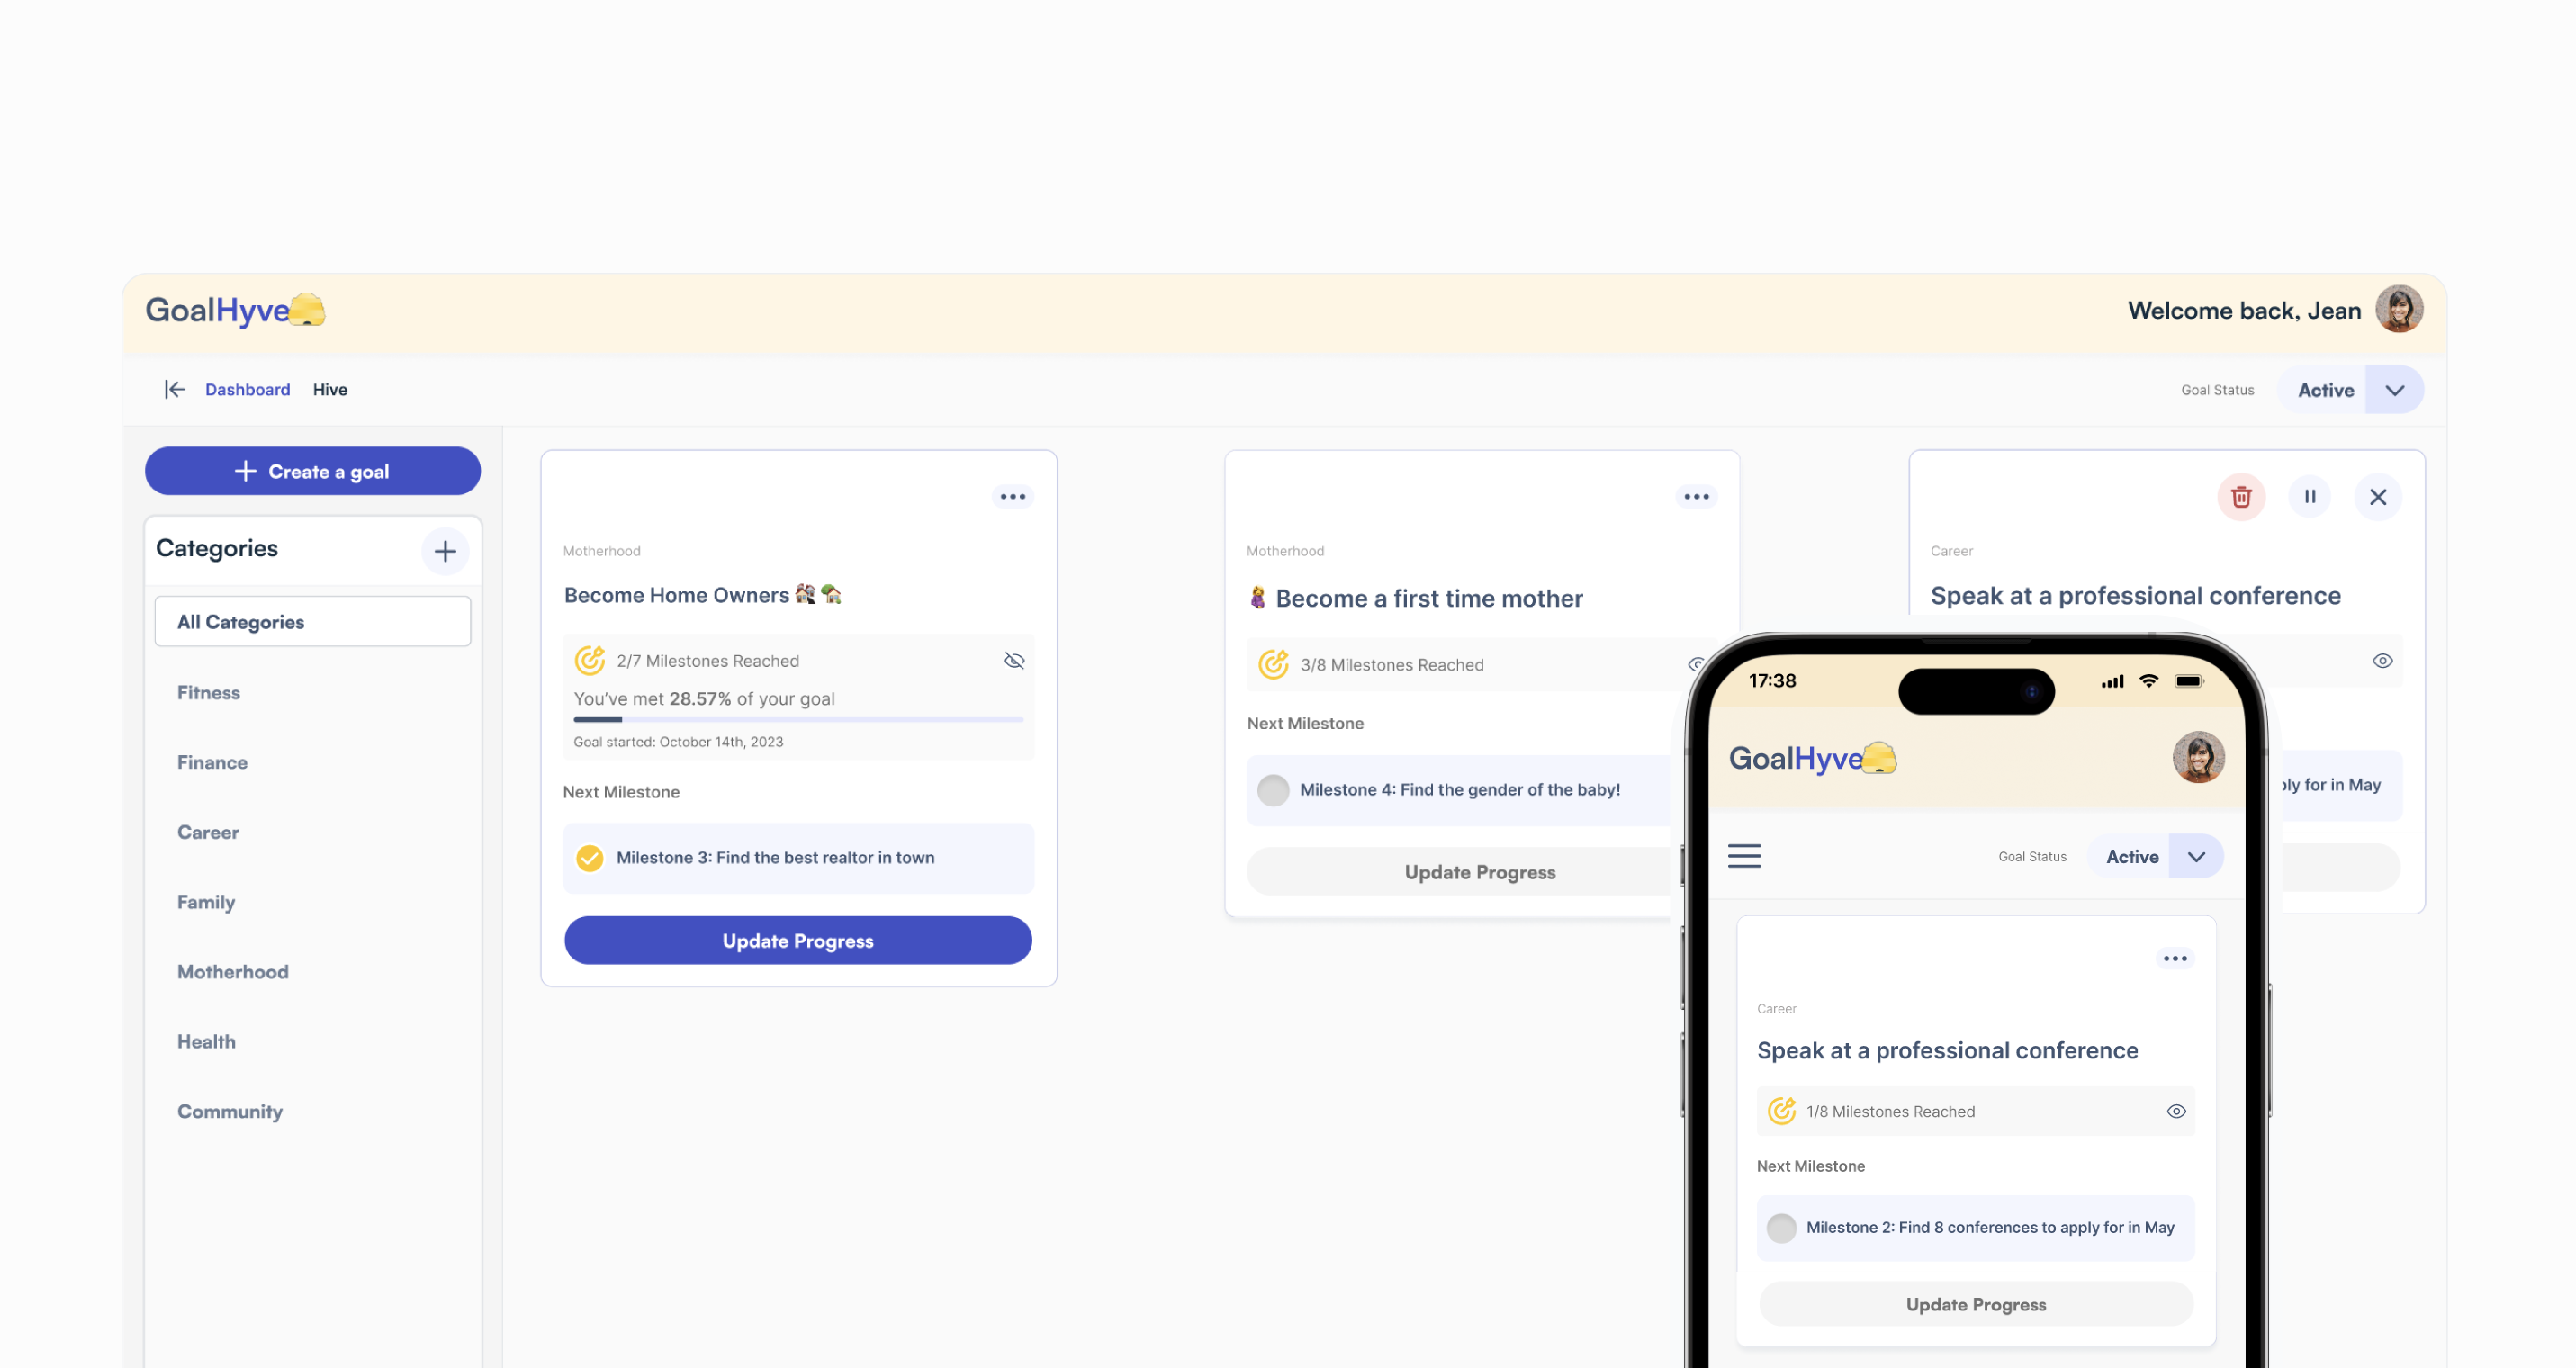 GoalHyve
Welcome back, Jean
Dashboard
Hive
Goal Status
Active
Create a goal
Categories
All Categories
Fitness
Finance
Career
Family
Motherhood
Health
Community
Motherhood
Become Home Owners
2/7 Milestones Reached
You've met 28.57% of your goal
Goal started: October 14th, 2023
Next Milestone
Milestone 3: Find the best realtor in town
Update Progress
Motherhood
Become a first time mother
3/8 Milestones Reached
Next Milestone
Milestone 4: Find the gender of the baby!
Update Progress
Career
Speak at a professional conference
for in May
17:38
GoalHyve
Goal Status
Active
Career
Speak at a professional conference
1/8 Milestones Reached
Next Milestone
Milestone 2: Find 8 conferences to apply for in May
Update Progress